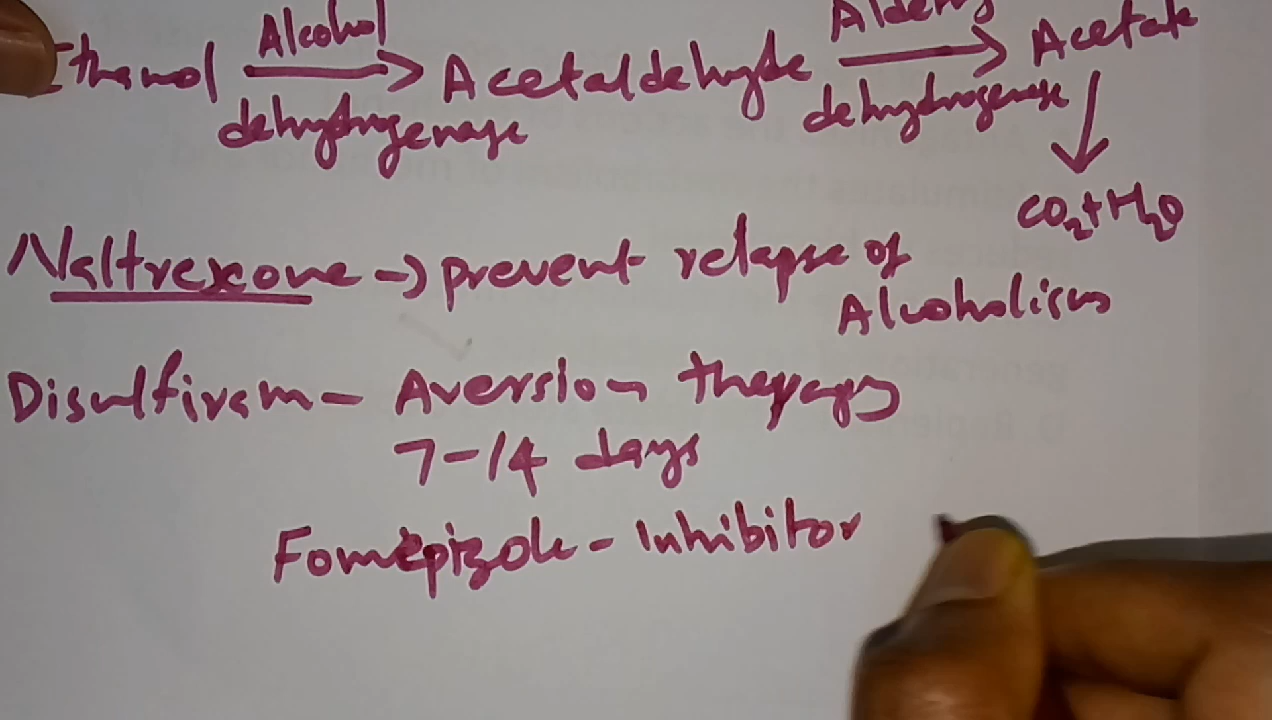 Alcohol Aldehy
Ethanol → Acetaldehyde → Acetate
dehydrogenase dehydrogenase
↓
CO2+H2O
Naltrexone → prevent relapse of
Alcoholism
Disulfiram - Aversion therapy
7-14 days
Fomepizole - Inhibitor